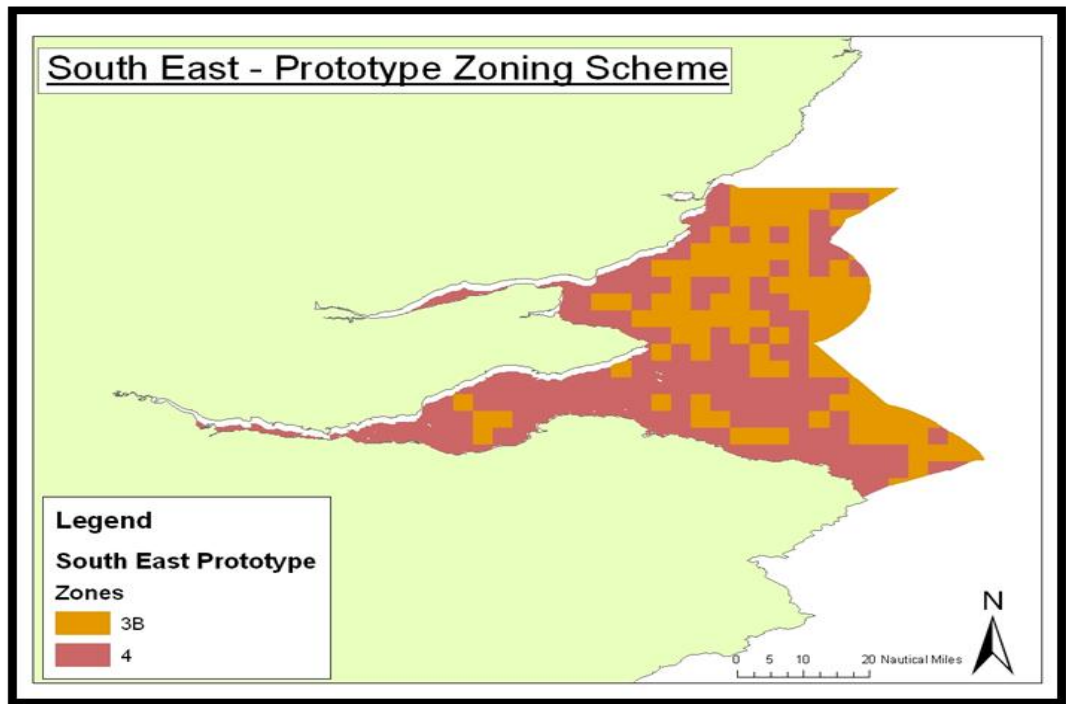 South East - Prototype Zoning Scheme
Legend
South East Prototype
Zones
3B
4
N
0 5 10 20 Nautical Miles